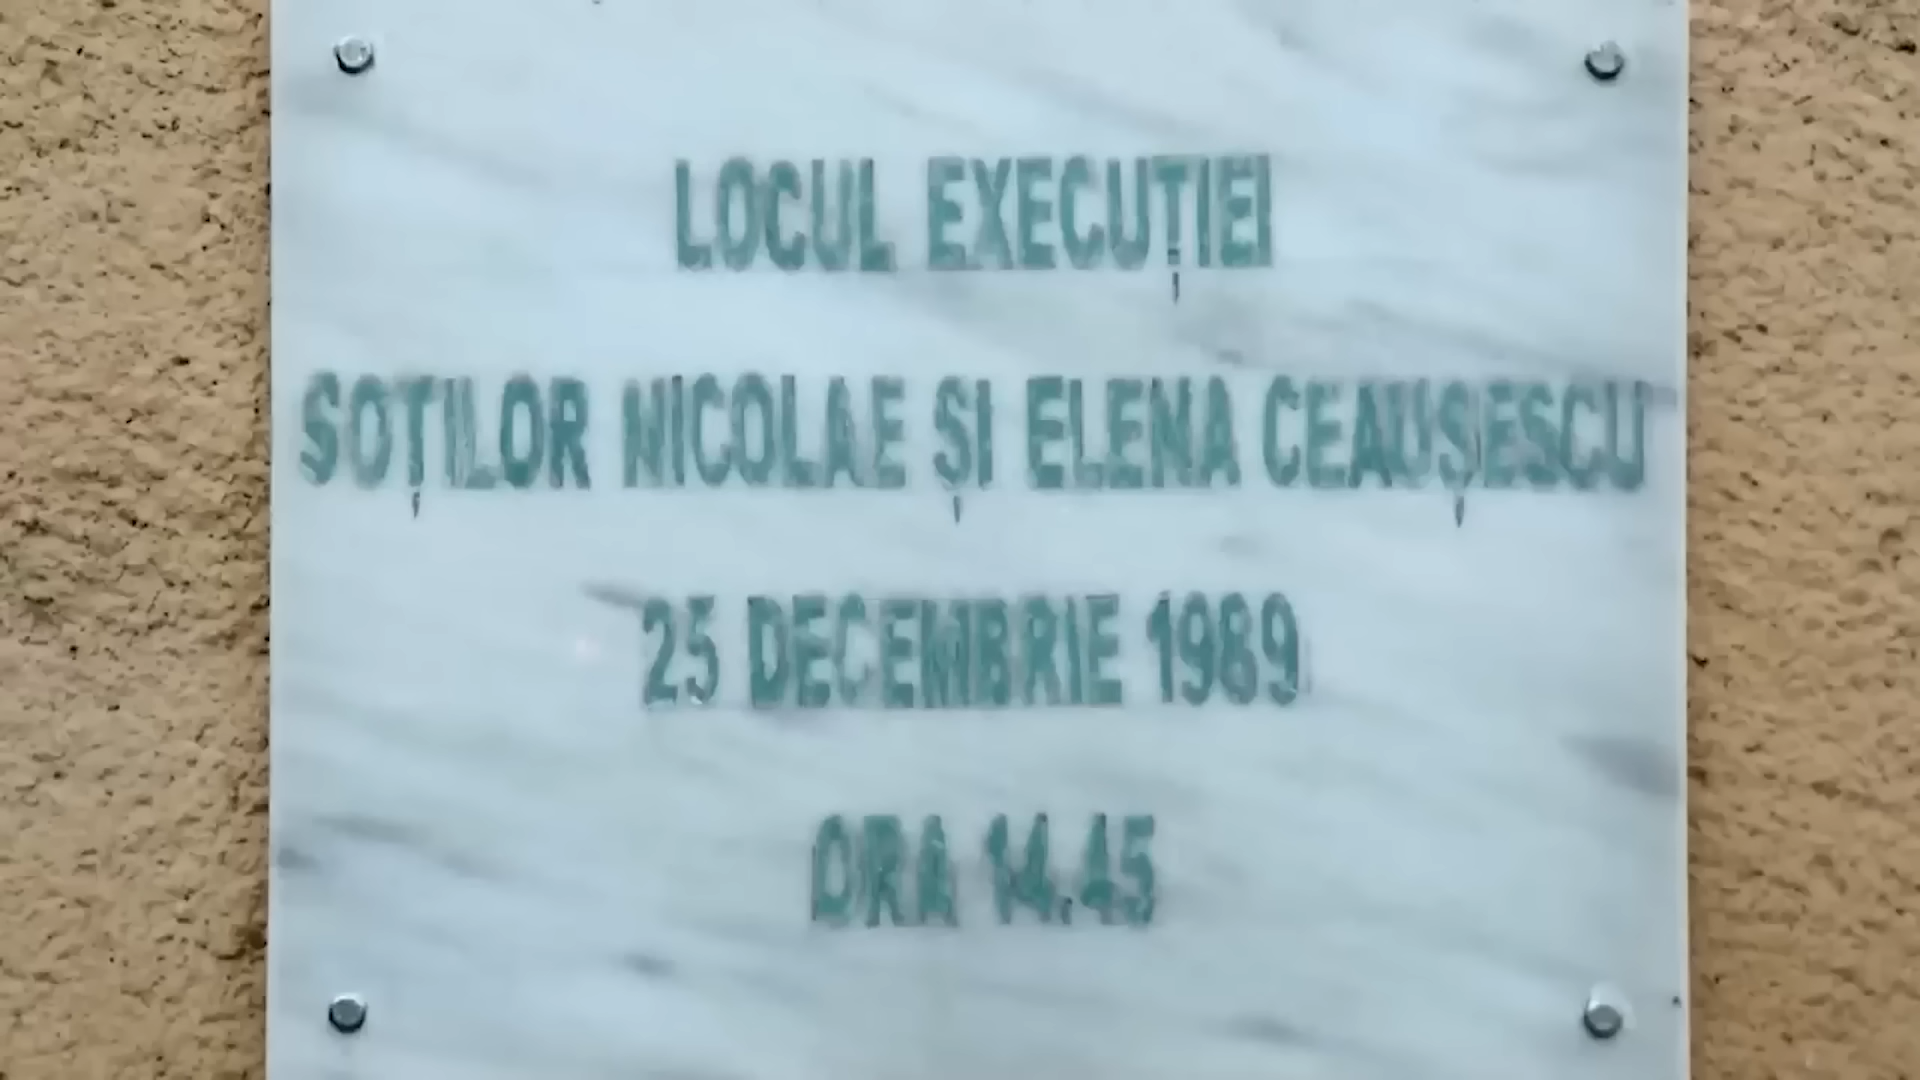 LOCUL EXECUȚIEI
SOȚILOR NICOLAE ȘI ELENA CEAUȘESCU
25 DECEMBRIE 1989
ORA 14.45